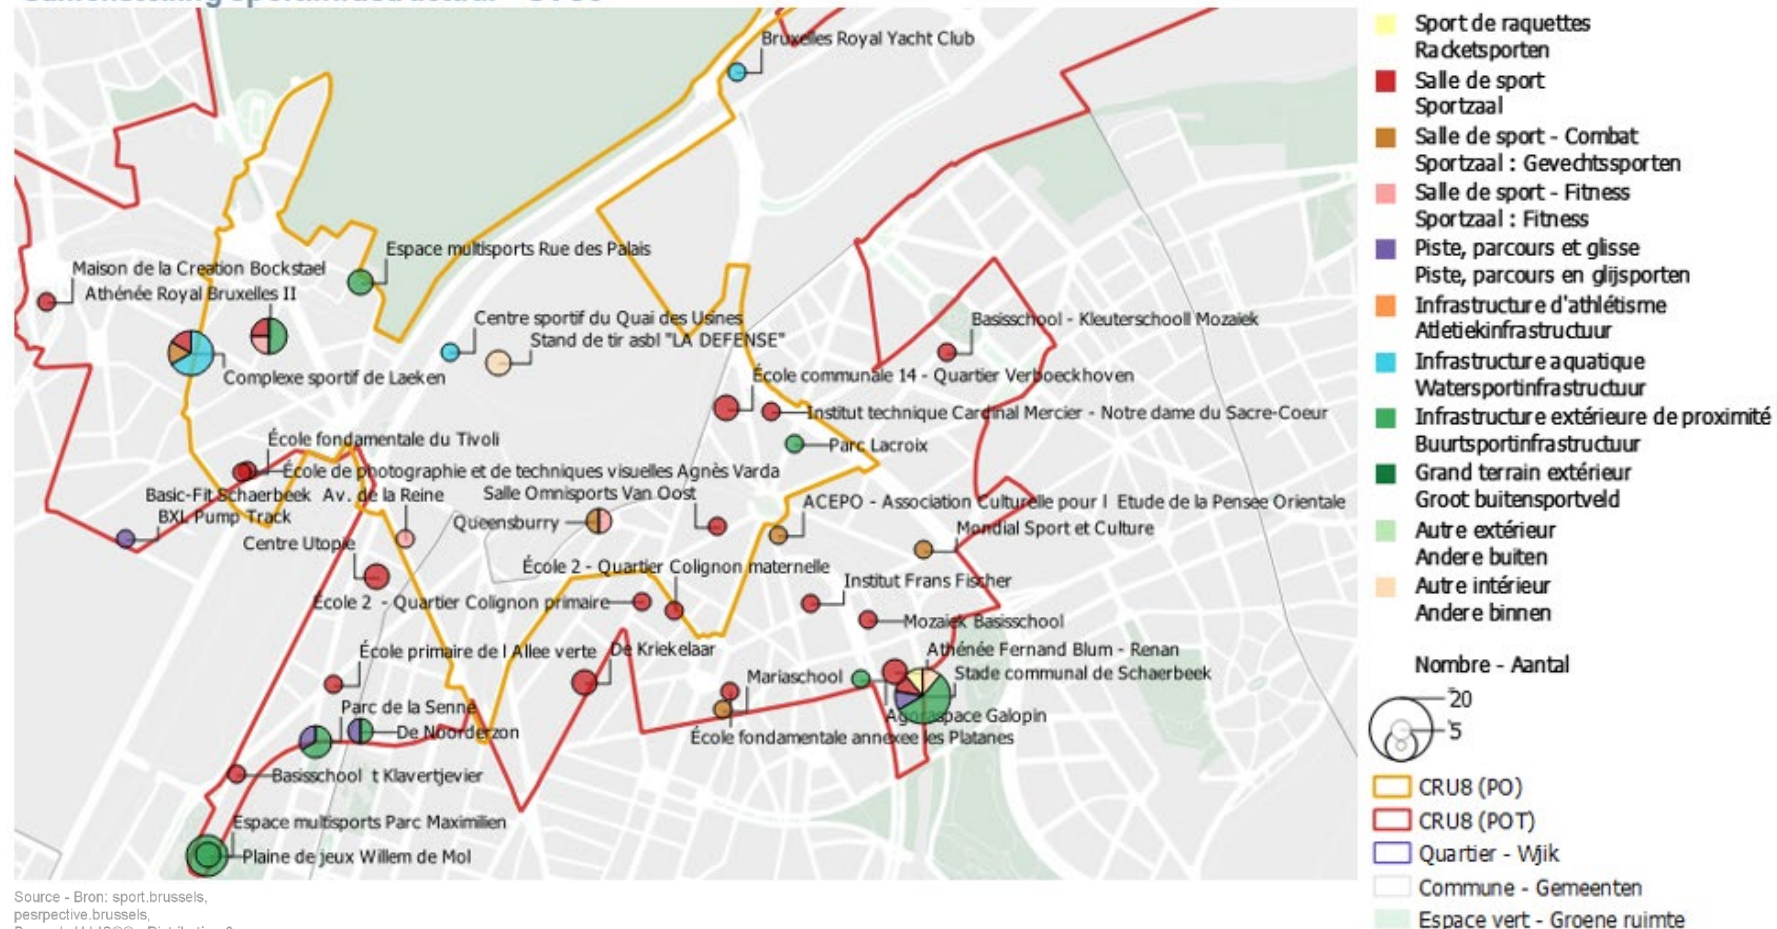 Bruxelles Royal Yacht Club
Espace multisports Rue des Palais
Maison de la Creation Bockstael
Athénée Royal Bruxelles II
Centre sportif du Quai des Usines
Stand de tir asbl "LA DEFENSE"
Basisschool - Kleuterschooll Mozaiek
Complexe sportif de Laeken
École communale 14 - Quartier Verboeckhoven
Institut technique Cardinal Mercier - Notre dame du Sacre-Coeur
Parc Lacroix
École fondamentale du Tivoli
École de photographie et de techniques visuelles Agnès Varda
Basic-Fit Schaerbeek Av. de la Reine
Salle Omnisports Van Oost
ACEPO - Association Culturelle pour l Etude de la Pensee Orientale
BXL Pump Track
Queensburry
Mondial Sport et Culture
Centre Utopie
École 2 - Quartier Colignon maternelle
Institut Frans Fischer
École 2 - Quartier Colignon primaire
Mozaiek Basisschool
École primaire de l Allee verte
De Kriekelaar
Athénée Fernand Blum - Renan
Mariaschool
Stade communal de Schaerbeek
Parc de la Senne
Agoraspace Galopin
De Noorderzon
École fondamentale annexee les Platanes
Basisschool t Klavertjevier
Espace multisports Parc Maximilien
Plaine de jeux Willem de Mol
Source - Bron: sport.brussels,
pesrpective.brussels,
Sport de raquettes
Racketsporten
Salle de sport
Sportzaal
Salle de sport - Combat
Sportzaal : Gevechtssporten
Salle de sport - Fitness
Sportzaal : Fitness
Piste, parcours et glisse
Piste, parcours en glijsporten
Infrastructure d'athlétisme
Atletiekinfrastructuur
Infrastructure aquatique
Watersportinfrastructuur
Infrastructure extérieure de proximité
Buurtsportinfrastructuur
Grand terrain extérieur
Groot buitensportveld
Autre extérieur
Andere buiten
Autre intérieur
Andere binnen
Nombre - Aantal
20
5
CRU8 (PO)
CRU8 (POT)
Quartier - Wjik
Commune - Gemeenten
Espace vert - Groene ruimte